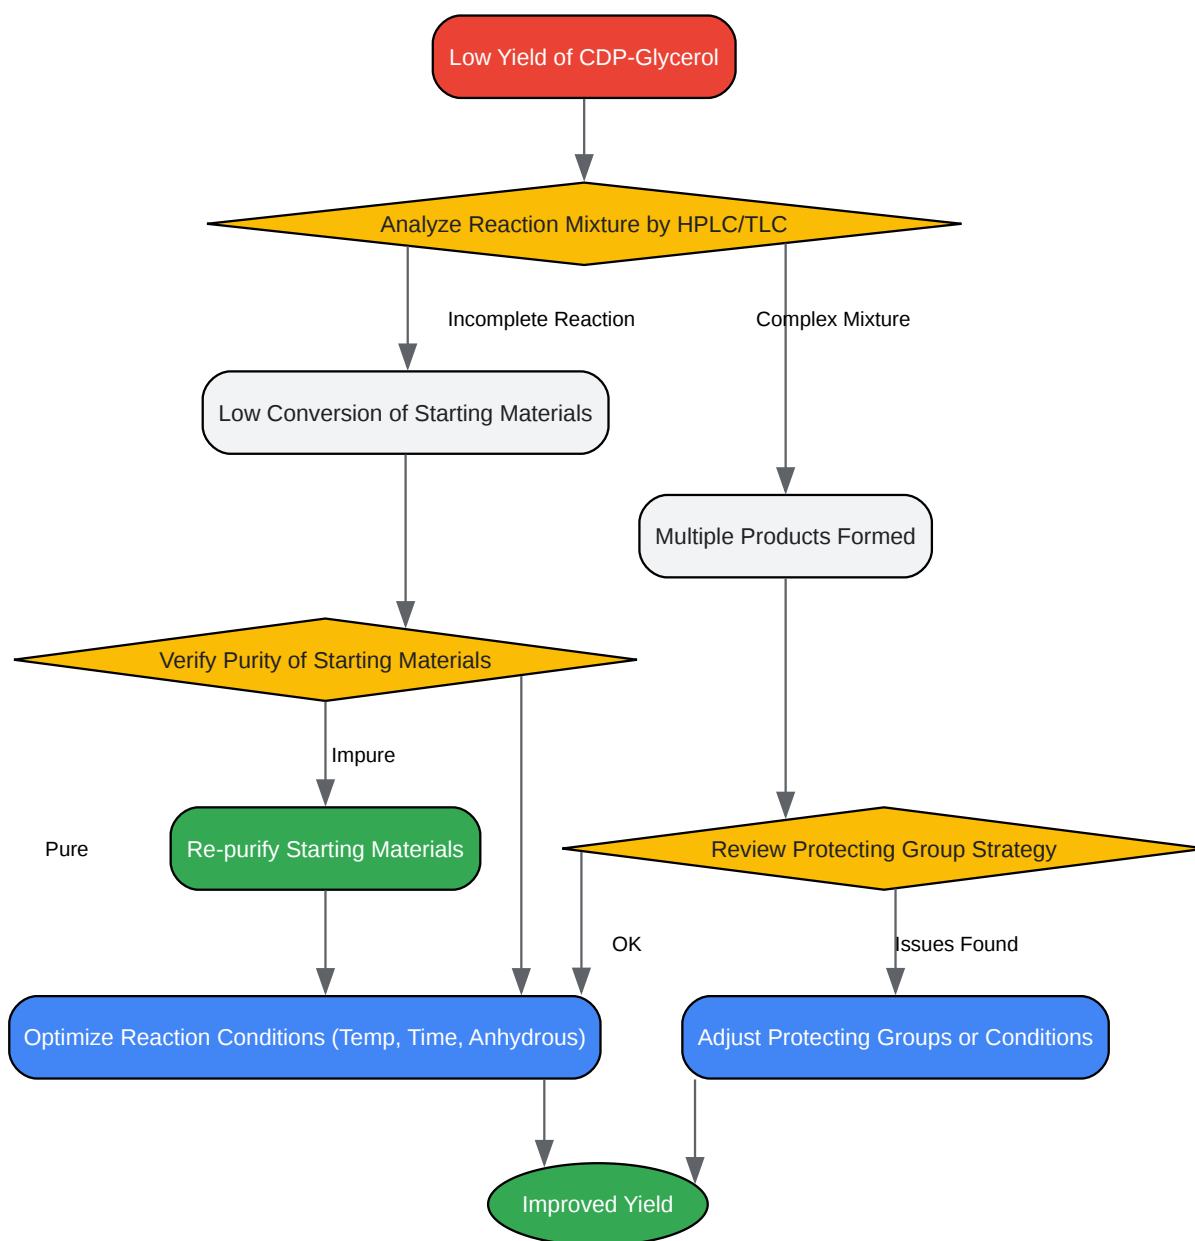 Low Yield of CDP-Glycerol
Analyze Reaction Mixture by HPLC/TLC
Incomplete Reaction
Complex Mixture
Low Conversion of Starting Materials
Multiple Products Formed
Verify Purity of Starting Materials
Impure
Pure
Re-purify Starting Materials
Review Protecting Group Strategy
OK
Issues Found
Optimize Reaction Conditions (Temp, Time, Anhydrous)
Adjust Protecting Groups or Conditions
Improved Yield